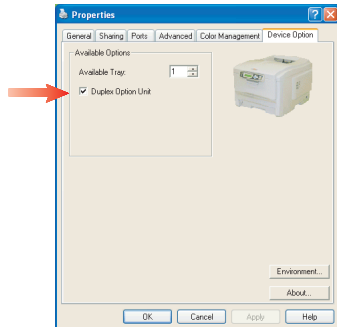 Properties
General Sharing Ports Advanced Color Management Device Option
Available Options
Available Tray: 1
Duplex Option Unit
Environment...
About...
OK Cancel Apply Help